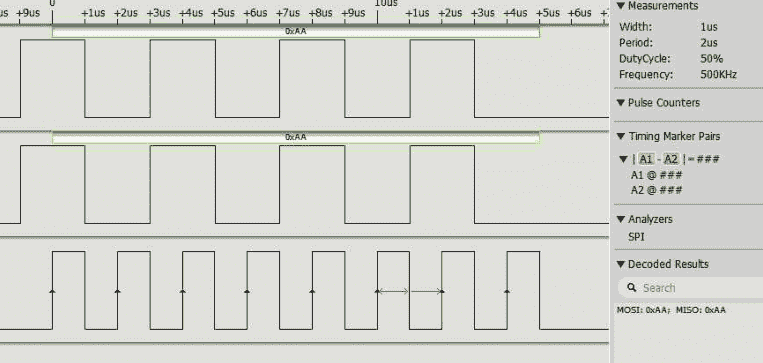 0 10us
us +9us +1us +2us +3us +4us +5us +6us +7us +8us +9us +1us +2us +3us +4us +5us +6us
0xAA
0xAA
▼ Measurements
Width: 1us
Period: 2us
DutyCycle: 50%
Frequency: 500KHz
▼ Pulse Counters
▼ Timing Marker Pairs
▼ | A1 - A2 | = ###
A1 @ ###
A2 @ ###
▼ Analyzers
SPI
▼ Decoded Results
Search
MOSI: 0xAA; MISO: 0xAA